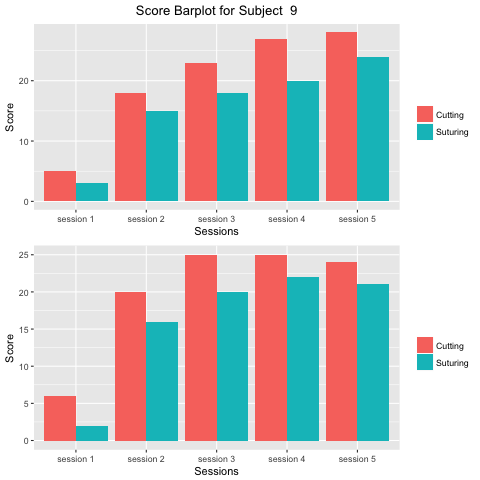 Score Barplot for Subject  9
Score
20
10
0
session 1
session 2
session 3
session 4
session 5
Sessions
Cutting
Suturing
Score
25
20
15
10
5
0
session 1
session 2
session 3
session 4
session 5
Sessions
Cutting
Suturing